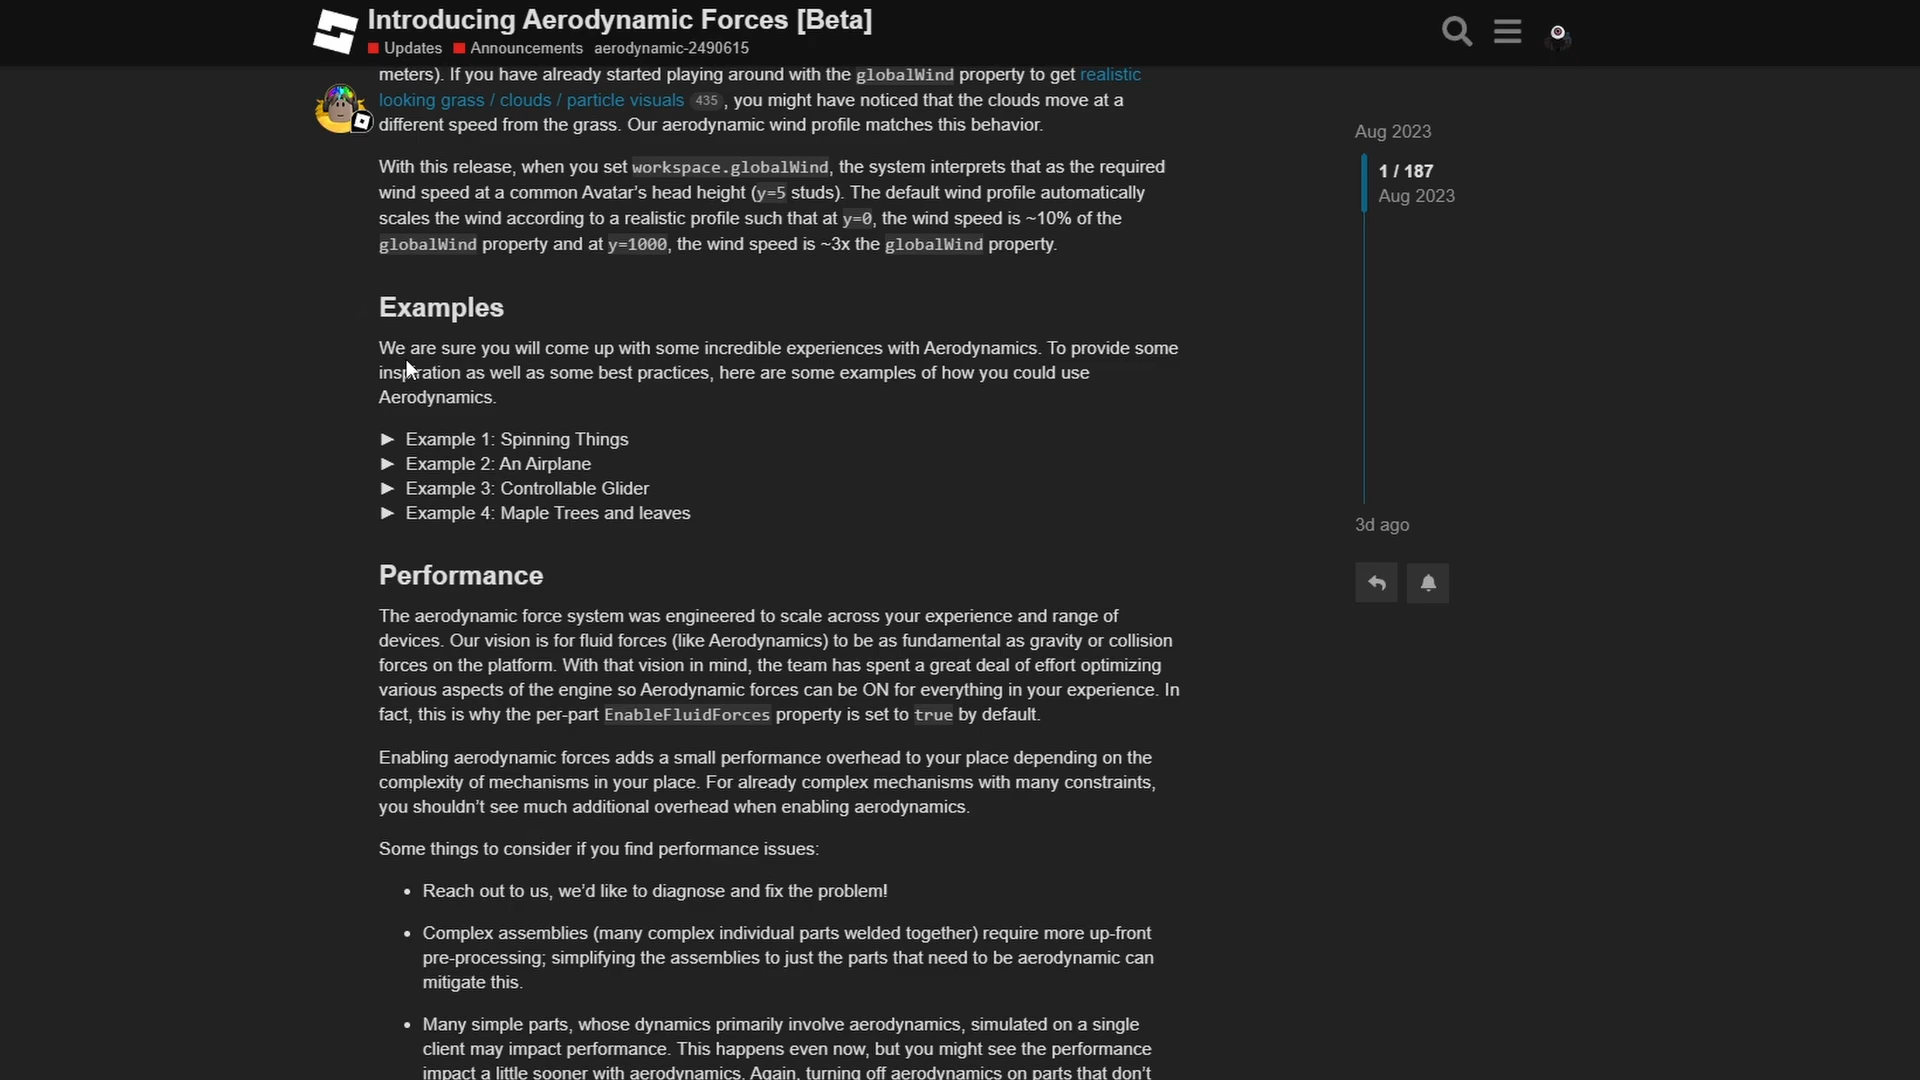 Introducing Aerodynamic Forces [Beta]
Updates Announcements aerodynamic-2490615
meters). If you have already started playing around with the globalWind property to get realistic
looking grass / clouds / particle visuals 435 , you might have noticed that the clouds move at a
different speed from the grass. Our aerodynamic wind profile matches this behavior.
With this release, when you set workspace.globalWind, the system interprets that as the required
wind speed at a common Avatar's head height (y=5 studs). The default wind profile automatically
scales the wind according to a realistic profile such that at y=0, the wind speed is ~10% of the
globalWind property and at y=1000, the wind speed is ~3x the globalWind property.
Examples
We are sure you will come up with some incredible experiences with Aerodynamics. To provide some
inspiration as well as some best practices, here are some examples of how you could use
Aerodynamics.
Example 1: Spinning Things
Example 2: An Airplane
Example 3: Controllable Glider
Example 4: Maple Trees and leaves
Performance
The aerodynamic force system was engineered to scale across your experience and range of
devices. Our vision is for fluid forces (like Aerodynamics) to be as fundamental as gravity or collision
forces on the platform. With that vision in mind, the team has spent a great deal of effort optimizing
various aspects of the engine so Aerodynamic forces can be ON for everything in your experience. In
fact, this is why the per-part EnableFluidForces property is set to true by default.
Enabling aerodynamic forces adds a small performance overhead to your place depending on the
complexity of mechanisms in your place. For already complex mechanisms with many constraints,
you shouldn't see much additional overhead when enabling aerodynamics.
Some things to consider if you find performance issues:
• Reach out to us, we'd like to diagnose and fix the problem!
• Complex assemblies (many complex individual parts welded together) require more up-front
pre-processing; simplifying the assemblies to just the parts that need to be aerodynamic can
mitigate this.
• Many simple parts, whose dynamics primarily involve aerodynamics, simulated on a single
client may impact performance. This happens even now, but you might see the performance
impact a little sooner with aerodynamics. Again, turning off aerodynamics on parts that don't
Aug 2023
1 / 187
Aug 2023
3d ago